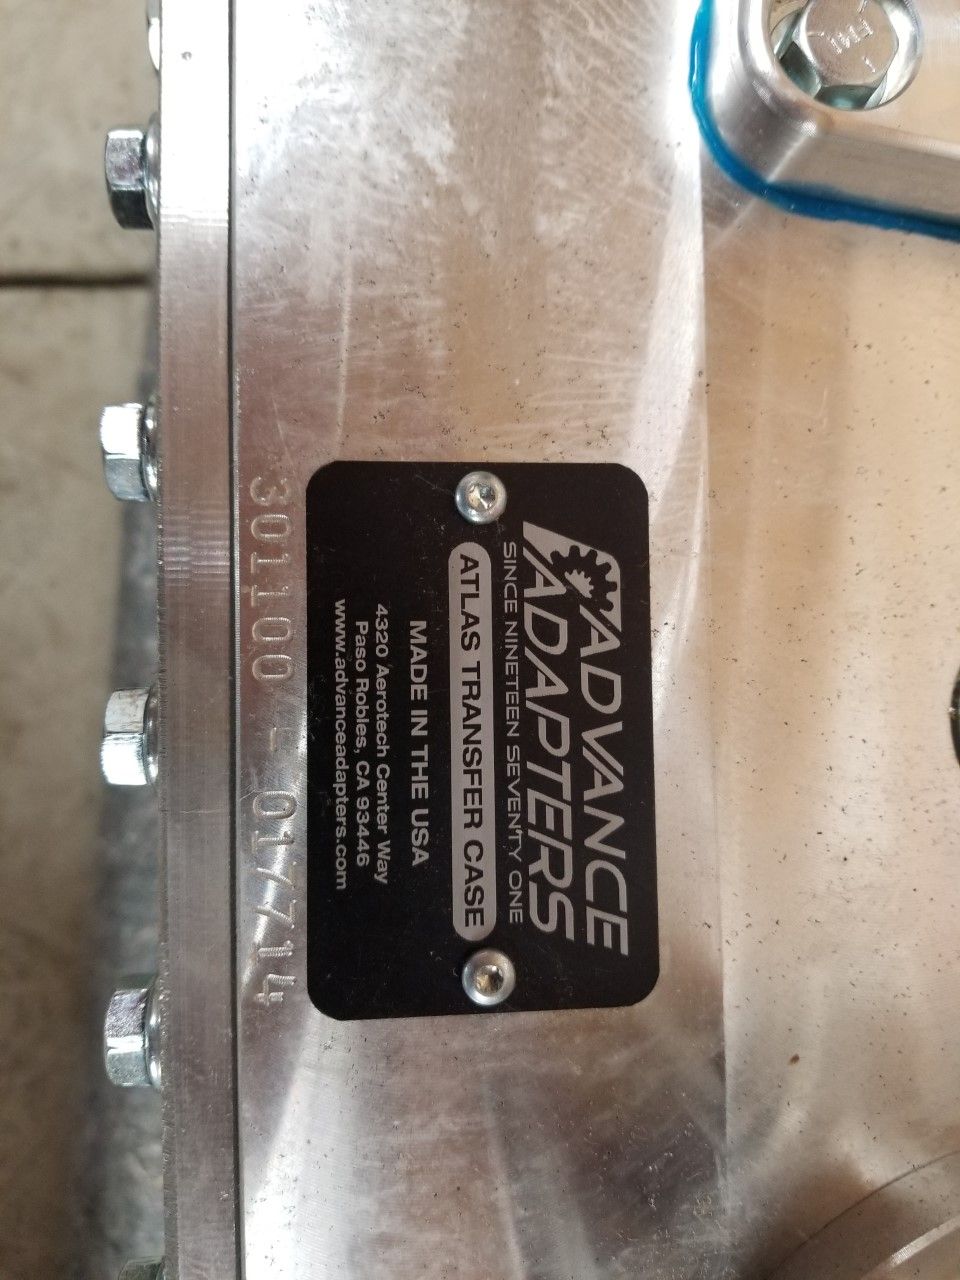 ADVANCE
ADAPTERS
SINCE NINETEEN SEVENTY ONE
ATLAS TRANSFER CASE
MADE IN THE USA
4320 Aerotech Center Way
Paso Robles, CA 93446
www.advanceadapters.com
301100 - 017714